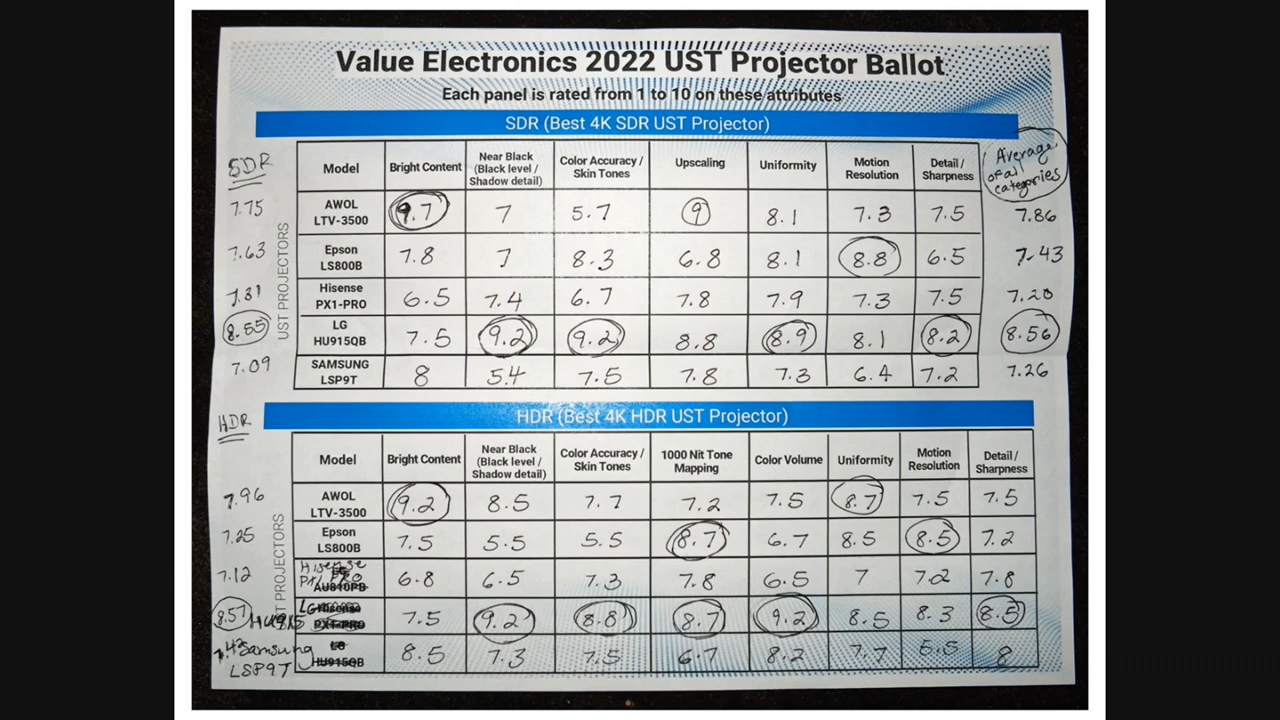 Value Electronics 2022 UST Projector Ballot
Each panel is rated from 1 to 10 on these attributes
SDR (Best 4K SDR UST Projector)
SDR Model Bright Content Near Black (Black level / Shadow detail) Color Accuracy / Skin Tones Upscaling Uniformity Motion Resolution Detail / Sharpness Average of all categories
UST PROJECTORS
7.75 AWOL LTV-3500 9.7 7 5.7 9 8.1 7.3 7.5 7.86
7.63 Epson LS800B 7.8 7 8.3 6.8 8.1 8.8 6.5 7.43
7.31 Hisense PX1-PRO 6.5 7.4 6.7 7.8 7.9 7.3 7.5 7.28
8.55 LG HU915QB 7.5 9.2 9.2 8.8 8.9 8.1 8.2 8.56
7.09 SAMSUNG LSP9T 8 5.4 7.5 7.8 7.3 6.4 7.2 7.26
HDR (Best 4K HDR UST Projector)
HDR Model Bright Content Near Black (Black level / Shadow detail) Color Accuracy / Skin Tones 1000 Nit Tone Mapping Color Volume Uniformity Motion Resolution Detail / Sharpness
PROJECTORS
7.96 AWOL LTV-3500 9.2 8.5 7.7 7.2 7.5 8.7 7.5 7.5
7.25 Epson LS800B 7.5 5.5 5.5 8.7 6.7 8.5 8.5 7.2
7.12 Hisense PX1 PRO LG AU810PB 6.8 6.5 7.3 7.8 6.5 7 7.2 7.8
8.57 LG HU915 Hisense PX1-PRO 7.5 9.2 8.8 8.7 9.2 8.5 8.3 8.5
Samsung LSP9T LG HU915QB 8.5 7.3 7.5 6.7 8.2 7.7 5.5 8